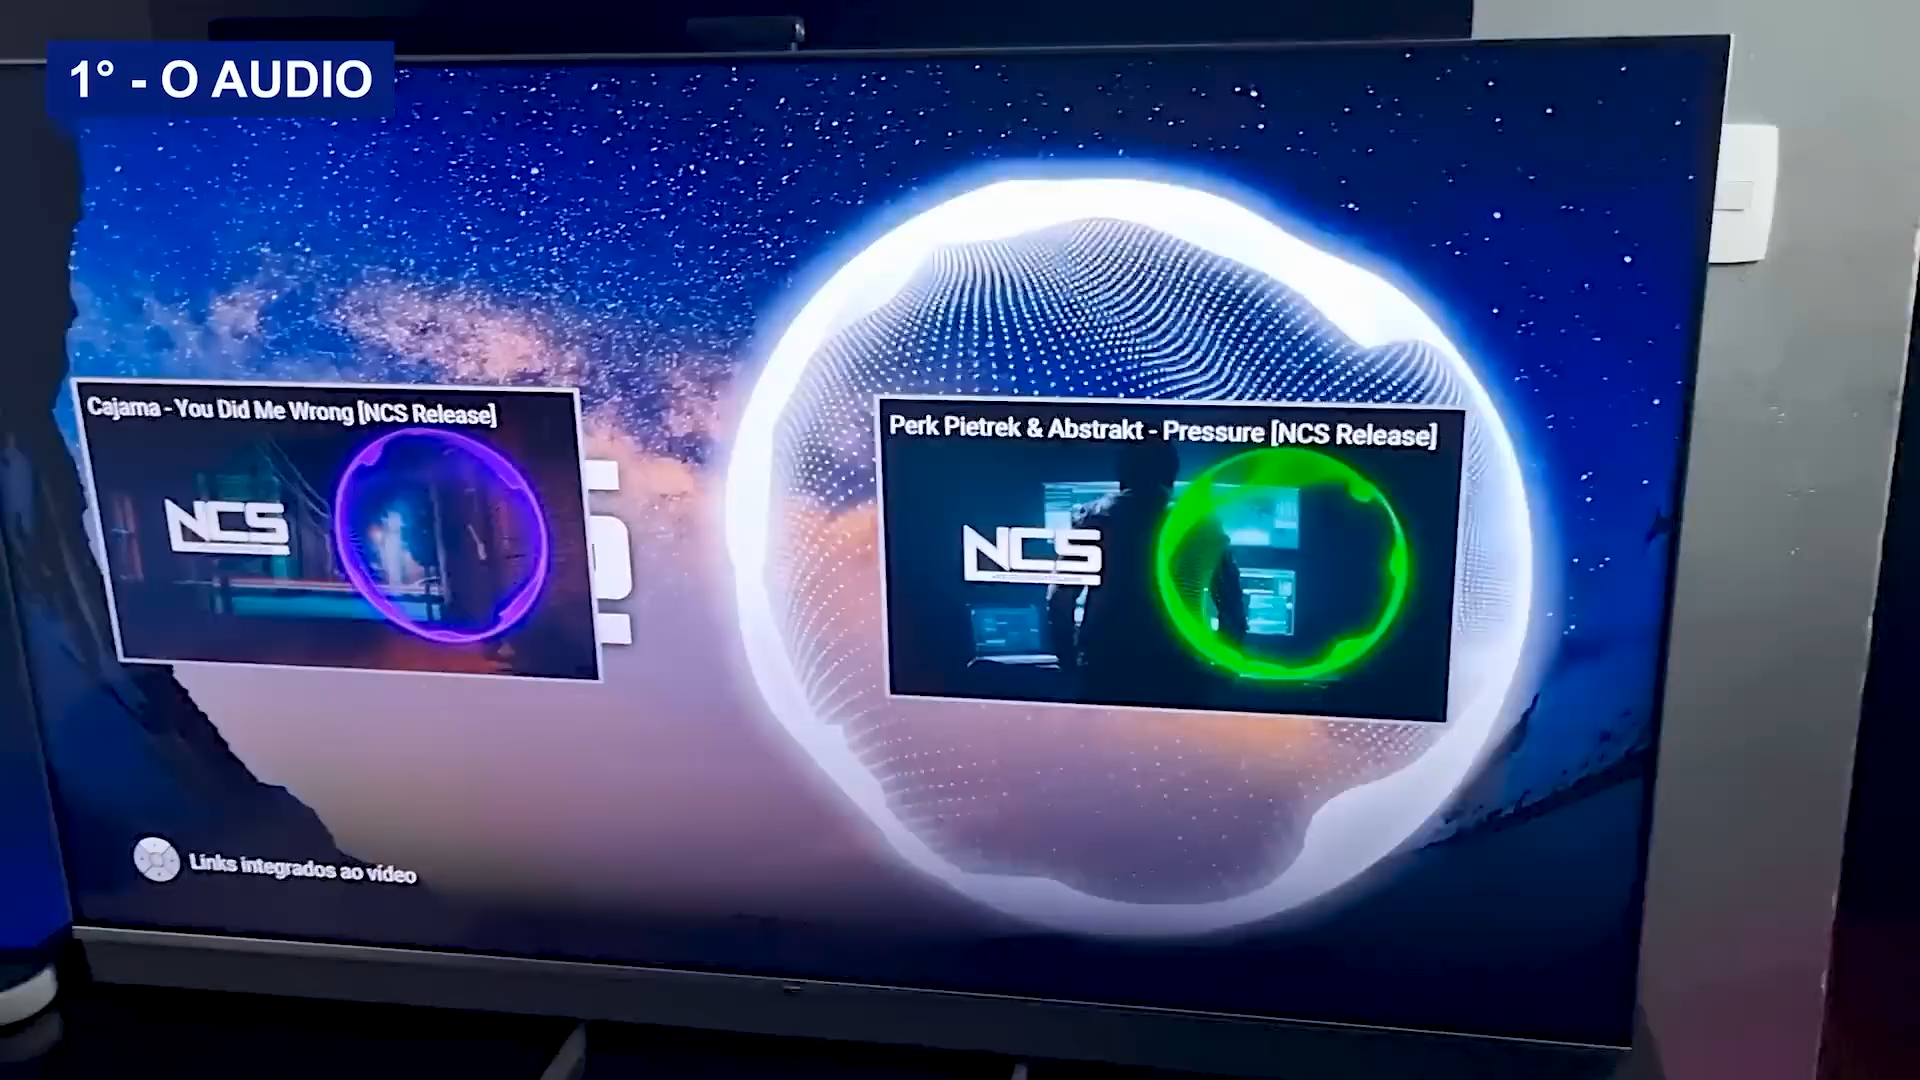 1° - O AUDIO
Cajama - You Did Me Wrong [NCS Release]
NCS
Perk Pietrek & Abstrakt - Pressure [NCS Release]
NCS
Links integrados ao vídeo